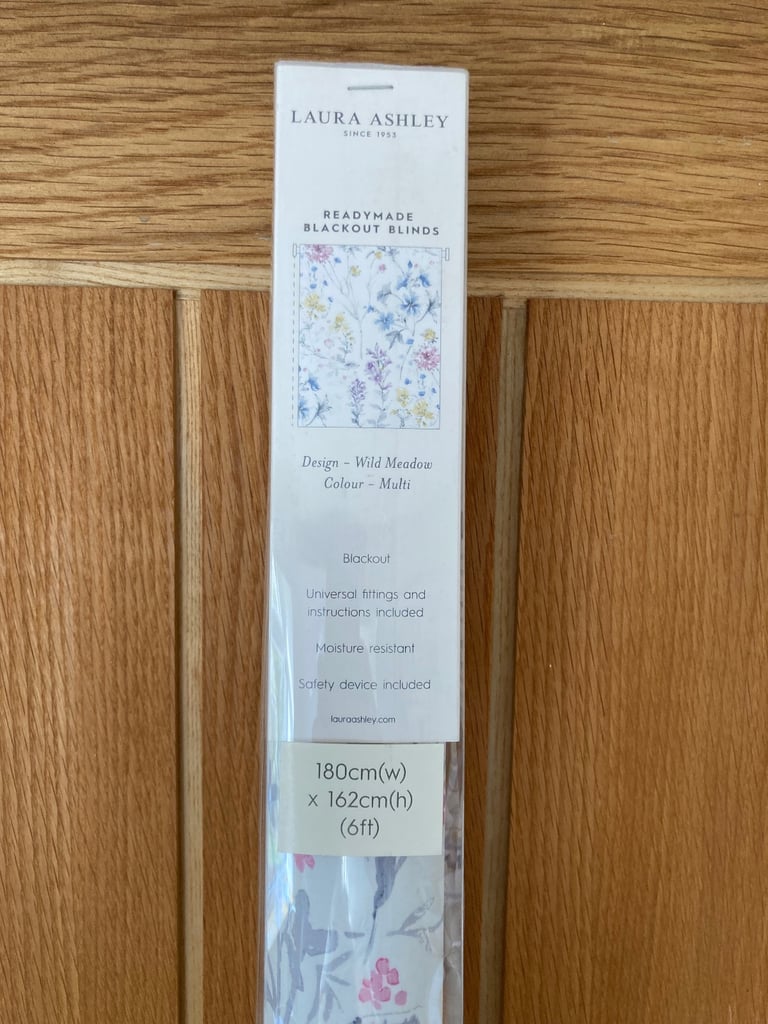 LAURA ASHLEY
SINCE 1953
READYMADE
BLACKOUT BLINDS
Design - Wild Meadow
Colour - Multi
Blackout
Universal fittings and
instructions included
Moisture resistant
Safety device included
lauraashley.com
180cm(w)
x 162cm(h)
(6ft)